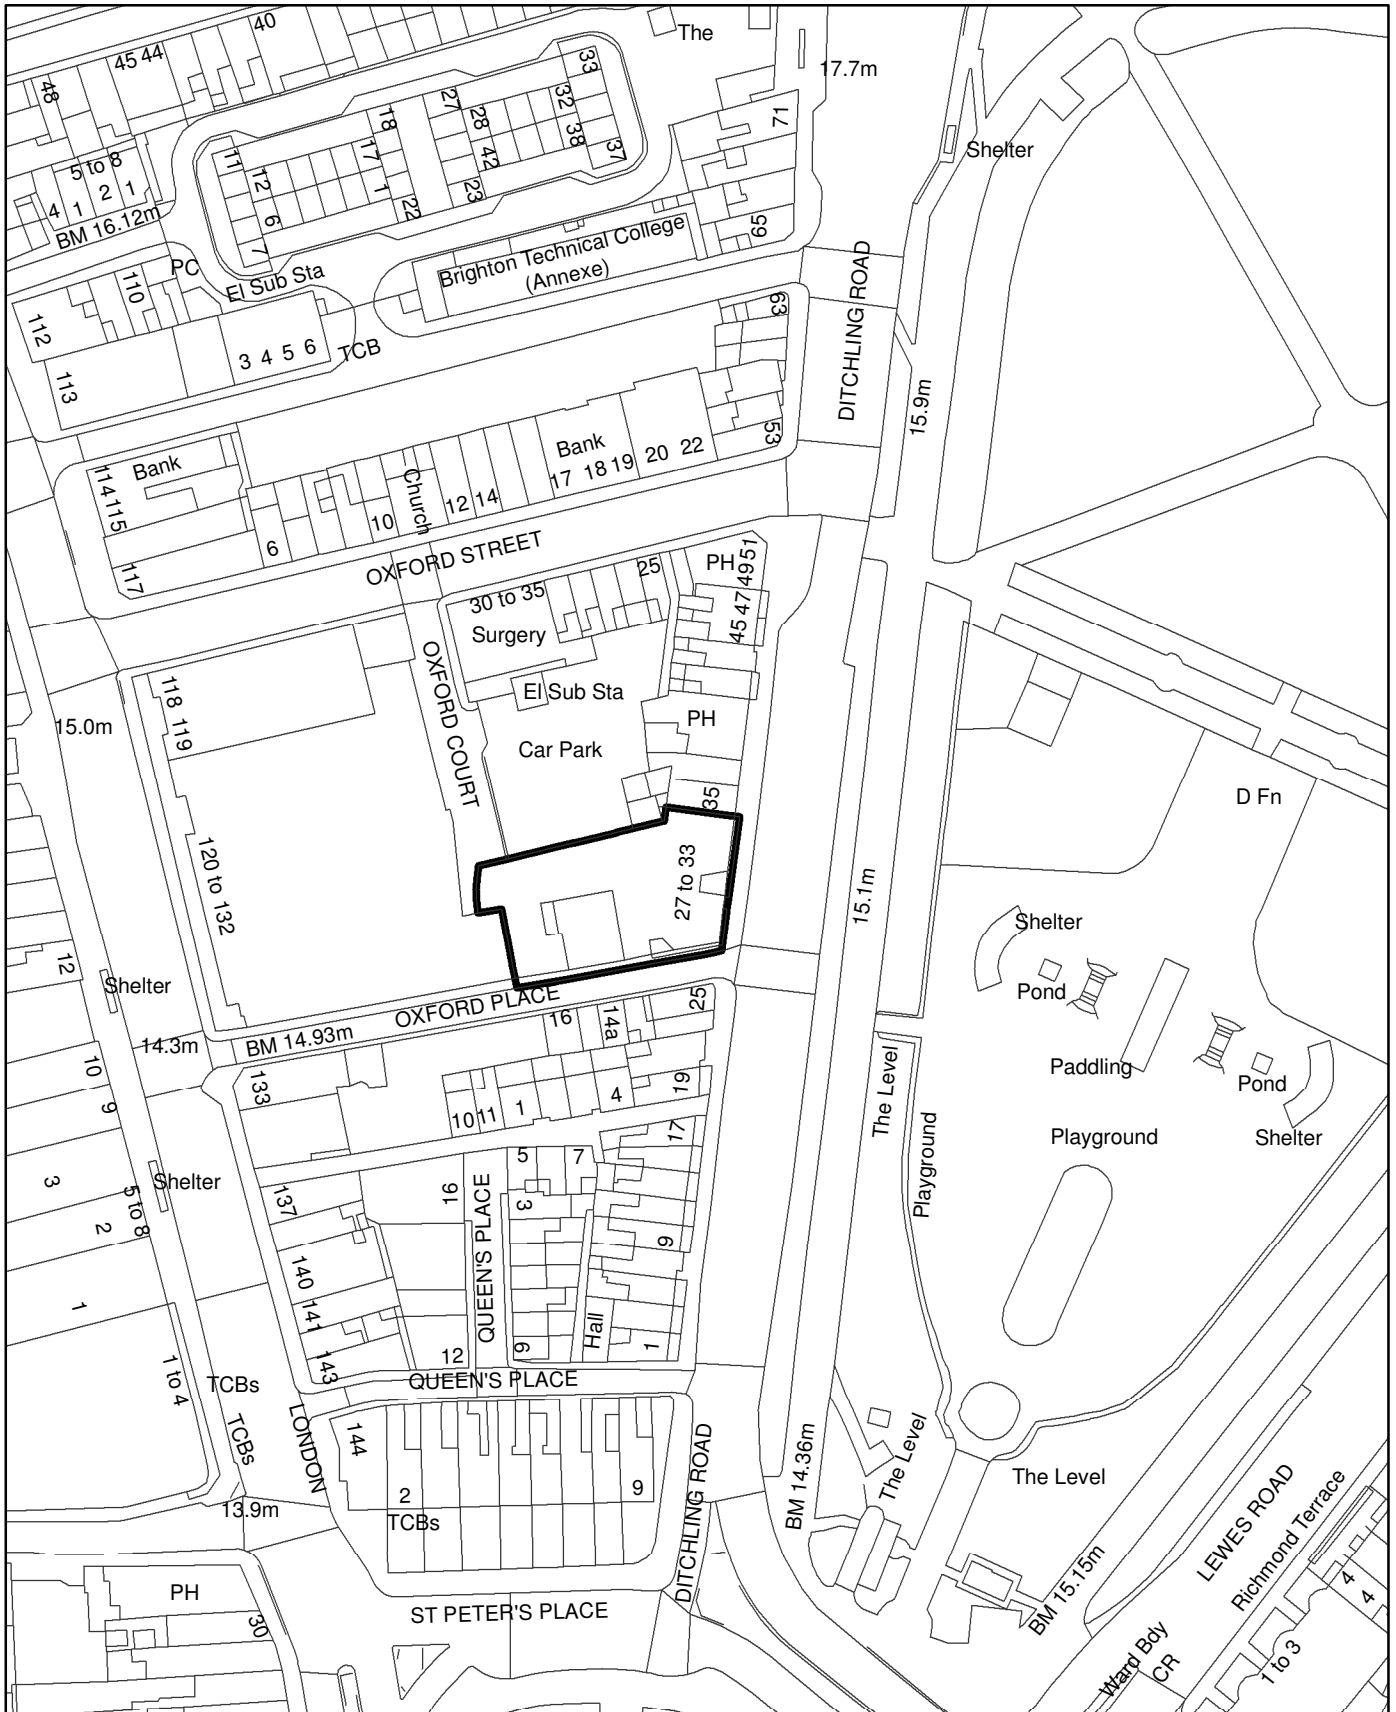 40
45 44
48
The
17.7m
33
27
32
18
28
38
71
17
42
37
11
12
1
23
22
6
7
5 to 8
4 1 2 1
BM 16.12m
Shelter
65
PC
El Sub Sta
Brighton Technical College
(Annexe)
DITCHLING ROAD
110
112
113
3 4 5 6
TCB
63
15.9m
53
Bank
114
115
117
Bank
17 18 19
20 22
Church
12 14
10
6
OXFORD STREET
25
PH
51
49
47
45
30 to 35
Surgery
OXFORD COURT
El Sub Sta
PH
Car Park
118
119
15.0m
35
D Fn
120 to 132
27 to 33
15.1m
Shelter
12
Shelter
Pond
OXFORD PLACE
16
14a
25
BM 14.93m
14.3m
The Level
Paddling
Pond
10
9
133
10 11 1
4
19
17
Playground
Playground
Shelter
3
2
1
5 to 8
Shelter
137
16
5
7
3
9
QUEEN'S PLACE
140
141
143
Hall
1
6
12
QUEEN'S PLACE
1 to 4
TCBs
TCBs
LONDON
144
2
9
TCBs
13.9m
DITCHLING ROAD
BM 14.36m
The Level
The Level
LEWES ROAD
Richmond Terrace
BM 15.15m
4
4
PH
30
ST PETER'S PLACE
Ward Bdy
CR
1 to 3